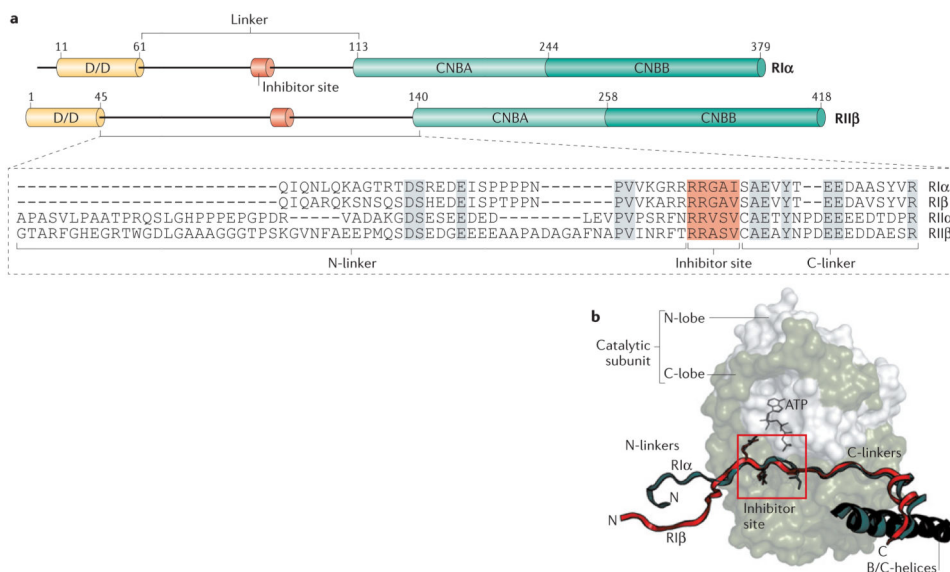 a
Linker
11 61 113 244 379
D/D CNBA CNBB RIα
Inhibitor site
1 45 140 258 418
D/D CNBA CNBB RIIβ
-------------------------QIQNLQKAGTRTDSREDEISPPPPN-------PVVKGRRRRGAISAEVYT--EEDAASYVR RIα
-------------------------QIQARQKSNSQSDSHEDEISPTPPN-------PVVKARRRRGAVSAEVYT--EEDAVSYVR RIβ
APASVLPAATPRQSLGHPPPEPGPDR-----VADAKGDSESEEDED--------LEVPVPSRFNRRVSVCAETYNPDEEEEDTDPR RIIα
GTARFGHEGRTWGDLGAAAGGGTPSKGVNFAEEPMQSDSEDGEEEEAAPADAGAFNAPVINRFTRRASVCAEAYNPDEEEDDAESR RIIβ
N-linker Inhibitor site C-linker
b
N-lobe
Catalytic
subunit
C-lobe
ATP
N-linkers
C-linkers
RIα
N
Inhibitor
site
N
RIβ
C
B/C-helices